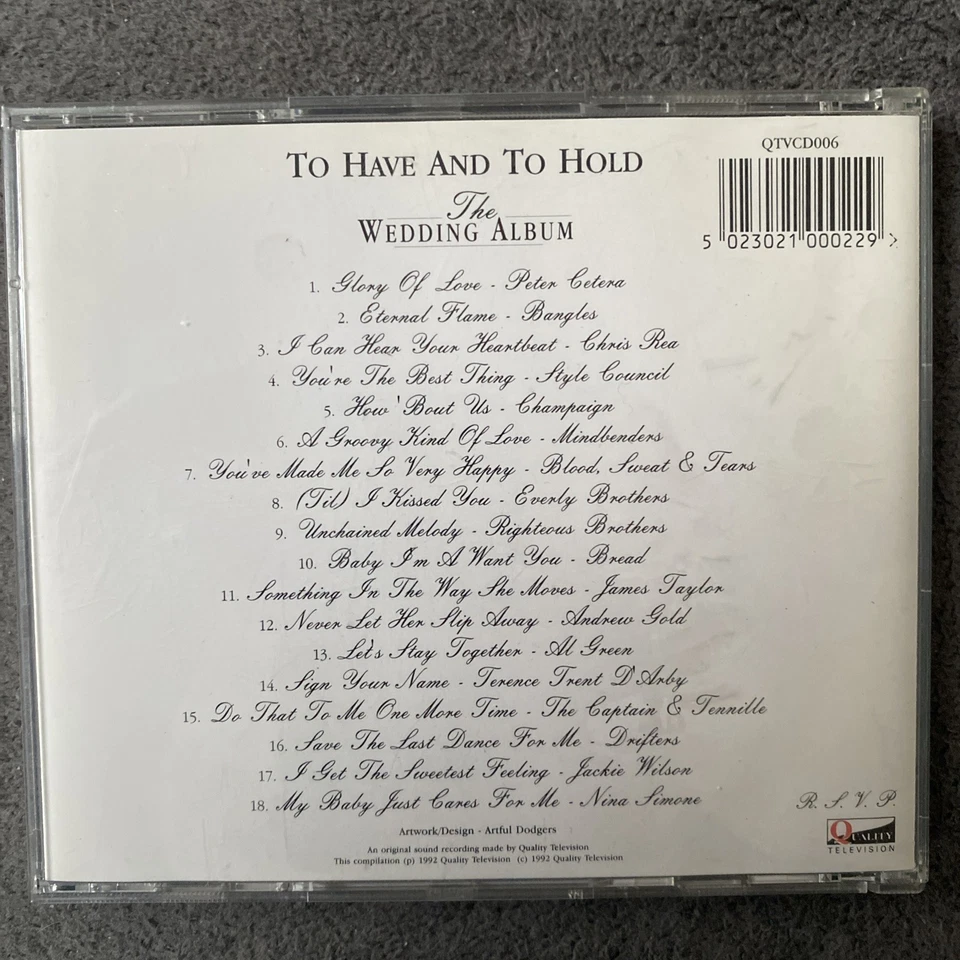 QTVCD006
TO HAVE AND TO HOLD
The
WEDDING ALBUM
5 023021 000229 >
1. Glory Of Love - Peter Cetera
2. Eternal Flame - Bangles
3. I Can Hear Your Heartbeat - Chris Rea
4. You're The Best Thing - Style Council
5. How 'Bout Us - Champaign
6. A Groovy Kind Of Love - Mindbenders
7. You've Made Me So Very Happy - Blood, Sweat & Tears
8. (Til) I Kissed You - Everly Brothers
9. Unchained Melody - Righteous Brothers
10. Baby I'm A Want You - Bread
11. Something In The Way She Moves - James Taylor
12. Never Let Her Slip Away - Andrew Gold
13. Let's Stay Together - Al Green
14. Sign Your Name - Terence Trent D'Arby
15. Do That To Me One More Time - The Captain & Tennille
16. Save The Last Dance For Me - Drifters
17. I Get The Sweetest Feeling - Jackie Wilson
18. My Baby Just Cares For Me - Nina Simone
R. S. V. P.
Artwork/Design - Artful Dodgers
An original sound recording made by Quality Television
This compilation (p) 1992 Quality Television (c) 1992 Quality Television
QUALITY
TELEVISION